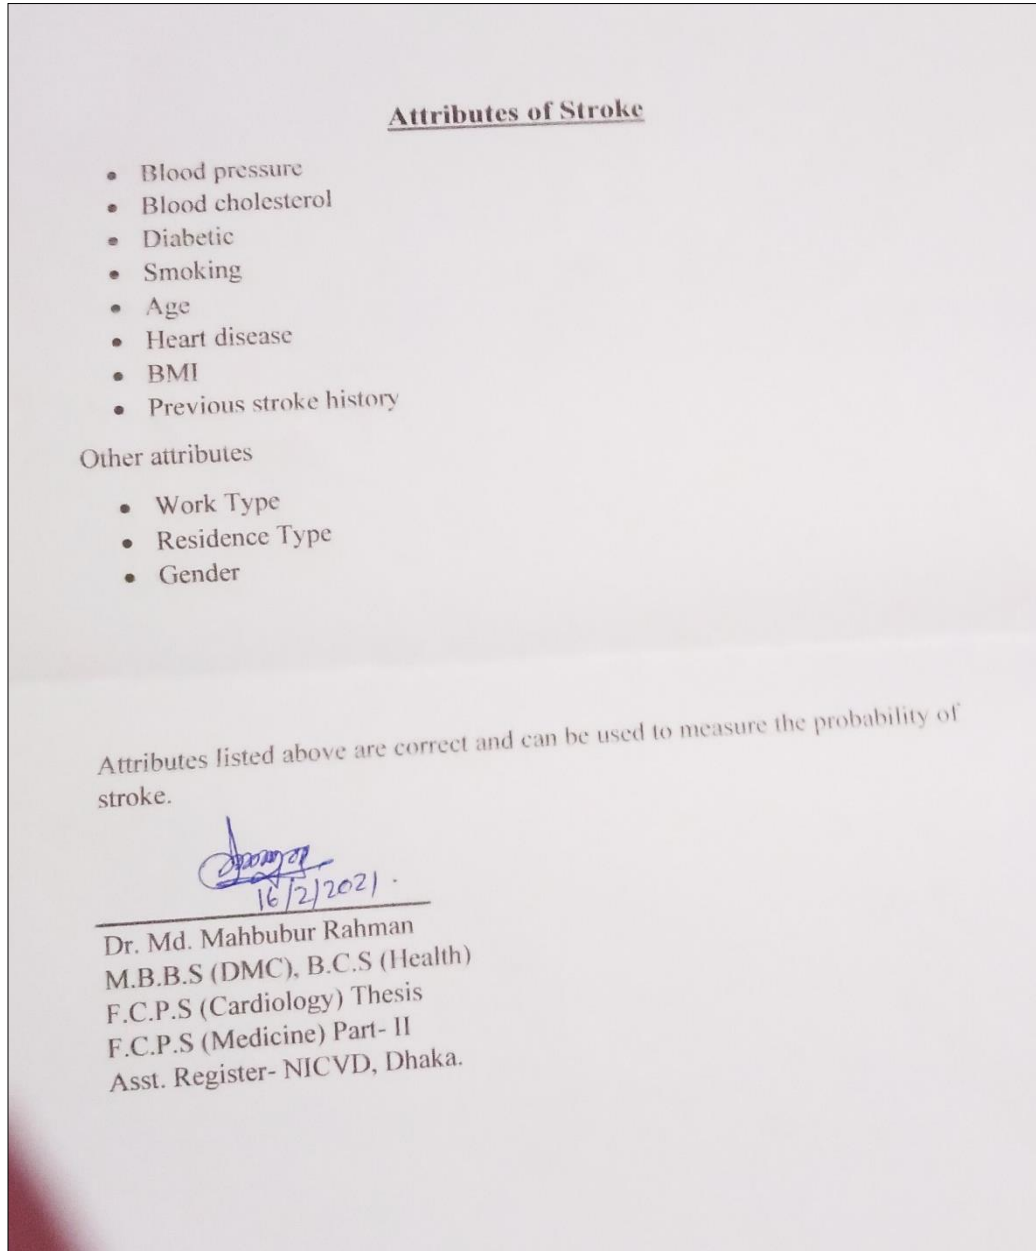 Attributes of Stroke
• Blood pressure
• Blood cholesterol
• Diabetic
• Smoking
• Age
• Heart disease
• BMI
• Previous stroke history
Other attributes
• Work Type
• Residence Type
• Gender
Attributes listed above are correct and can be used to measure the probability of
stroke.
16/2/2021.
Dr. Md. Mahbubur Rahman
M.B.B.S (DMC), B.C.S (Health)
F.C.P.S (Cardiology) Thesis
F.C.P.S (Medicine) Part- II
Asst. Register- NICVD, Dhaka.